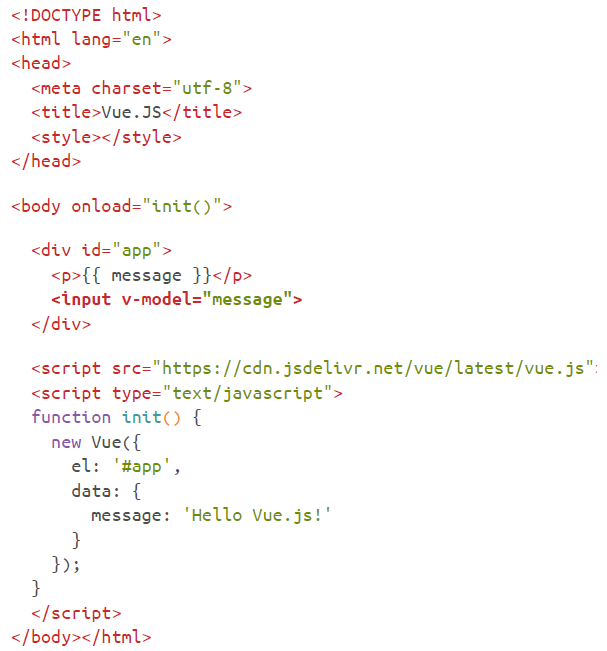 <!DOCTYPE html>
<html lang="en">
<head>
  <meta charset="utf-8">
  <title>Vue.JS</title>
  <style></style>
</head>

<body onload="init()">

  <div id="app">
    <p>{{ message }}</p>
    <input v-model="message">
  </div>

  <script src="https://cdn.jsdelivr.net/vue/latest/vue.js"
  <script type="text/javascript">
  function init() {
    new Vue({
      el: '#app',
      data: {
        message: 'Hello Vue.js!'
      }
    });
  }
  </script>
</body></html>